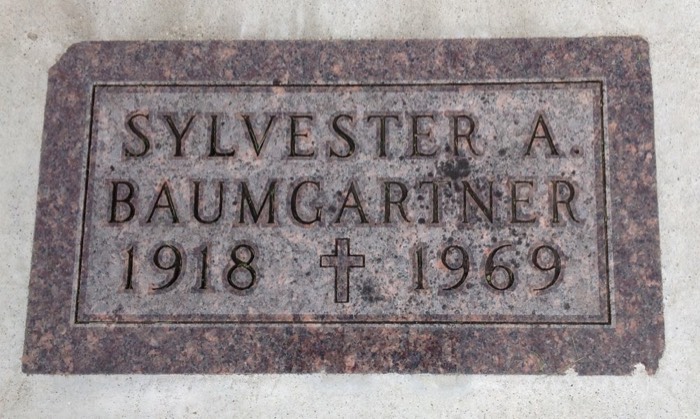 SYLVESTER A.
BAUMGARTNER
1918 ✝ 1969